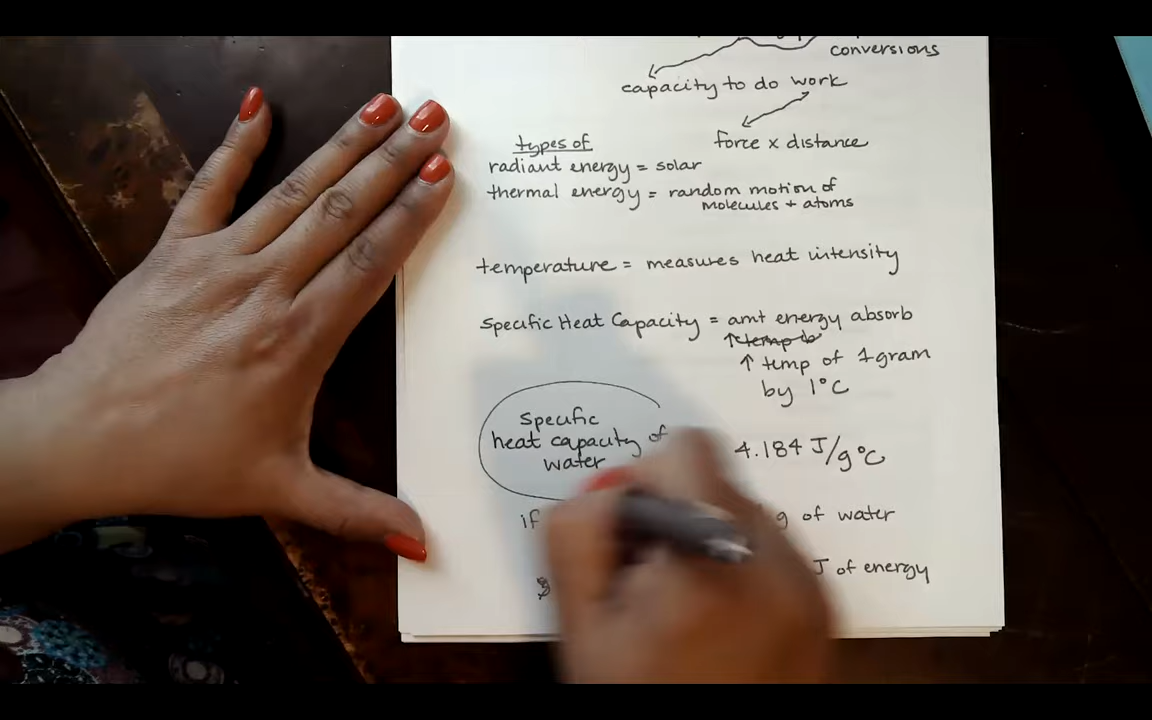 conversions
capacity to do work
force x distance
types of
radiant energy = solar
thermal energy = random motion of
molecules + atoms
temperature = measures heat intensity
Specific Heat Capacity = amt energy absorb
↑ temp
↑ temp of 1 gram
by 1°C
Specific
heat capacity of
water
4.184 J/g°C
if g of water
J of energy